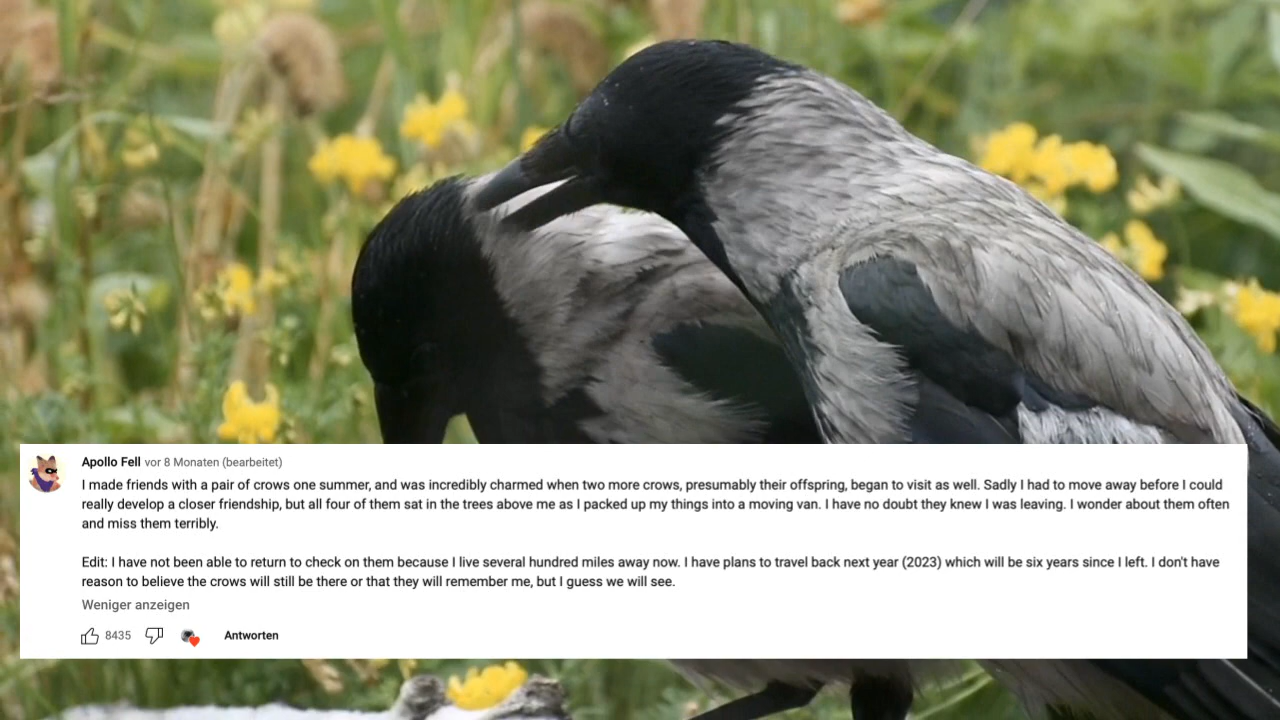 Apollo Fell vor 8 Monaten (bearbeitet)
I made friends with a pair of crows one summer, and was incredibly charmed when two more crows, presumably their offspring, began to visit as well. Sadly I had to move away before I could
really develop a closer friendship, but all four of them sat in the trees above me as I packed up my things into a moving van. I have no doubt they knew I was leaving. I wonder about them often
and miss them terribly.
Edit: I have not been able to return to check on them because I live several hundred miles away now. I have plans to travel back next year (2023) which will be six years since I left. I don't have
reason to believe the crows will still be there or that they will remember me, but I guess we will see.
Weniger anzeigen
8435 Antworten